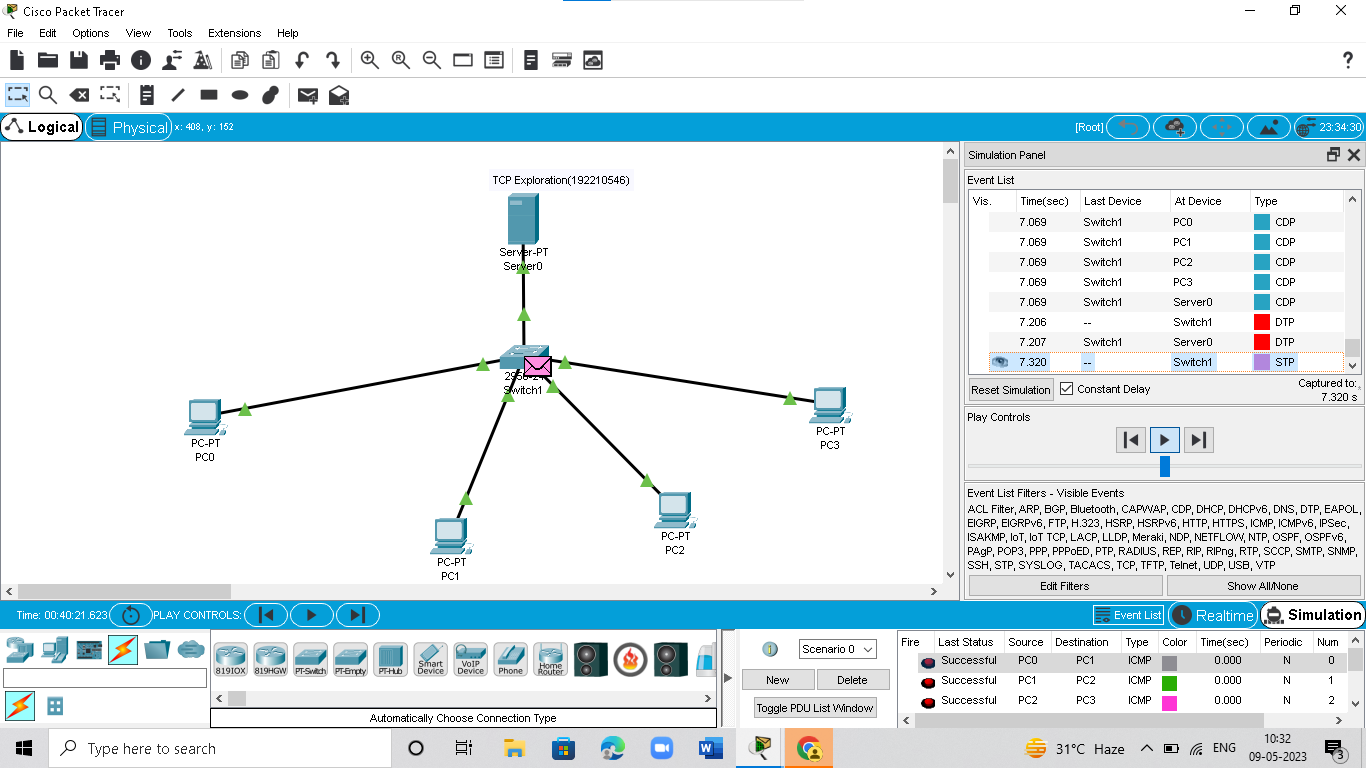 Cisco Packet Tracer
File Edit Options View Tools Extensions Help
Logical Physical x: 408, y: 152 [Root] 23:34:30
TCP Exploration(192210546)
Server-PT
Server0
Switch1
PC-PT
PC0
PC-PT
PC1
PC-PT
PC2
PC-PT
PC3
Simulation Panel
Event List
Vis. Time(sec) Last Device At Device Type
7.069 Switch1 PC0 CDP
7.069 Switch1 PC1 CDP
7.069 Switch1 PC2 CDP
7.069 Switch1 PC3 CDP
7.069 Switch1 Server0 CDP
7.206 -- Switch1 DTP
7.207 Switch1 Server0 DTP
7.320 -- Switch1 STP
Reset Simulation Constant Delay Captured to:
7.320 s
Play Controls
Event List Filters - Visible Events
ACL Filter, ARP, BGP, Bluetooth, CAPWAP, CDP, DHCP, DHCPv6, DNS, DTP, EAPOL,
EIGRP, EIGRPv6, FTP, H.323, HSRP, HSRPv6, HTTP, HTTPS, ICMP, ICMPv6, IPSec,
ISAKMP, IoT, IoT TCP, LACP, LLDP, Meraki, NDP, NETFLOW, NTP, OSPF, OSPFv6,
PAgP, POP3, PPP, PPPoED, PTP, RADIUS, REP, RIP, RIPng, RTP, SCCP, SMTP, SNMP,
SSH, STP, SYSLOG, TACACS, TCP, TFTP, Telnet, UDP, USB, VTP
Edit Filters Show All/None
Time: 00:40:21.623 PLAY CONTROLS: Event List Realtime Simulation
819IOX 819HGW PT-Switch PT-Empty PT-Hub Smart Device VoIP Device Phone Home Router
Automatically Choose Connection Type
Scenario 0
New Delete
Toggle PDU List Window
Fire Last Status Source Destination Type Color Time(sec) Periodic Num
Successful PC0 PC1 ICMP 0.000 N 0
Successful PC1 PC2 ICMP 0.000 N 1
Successful PC2 PC3 ICMP 0.000 N 2
Type here to search
31°C Haze ENG 10:32
09-05-2023
3